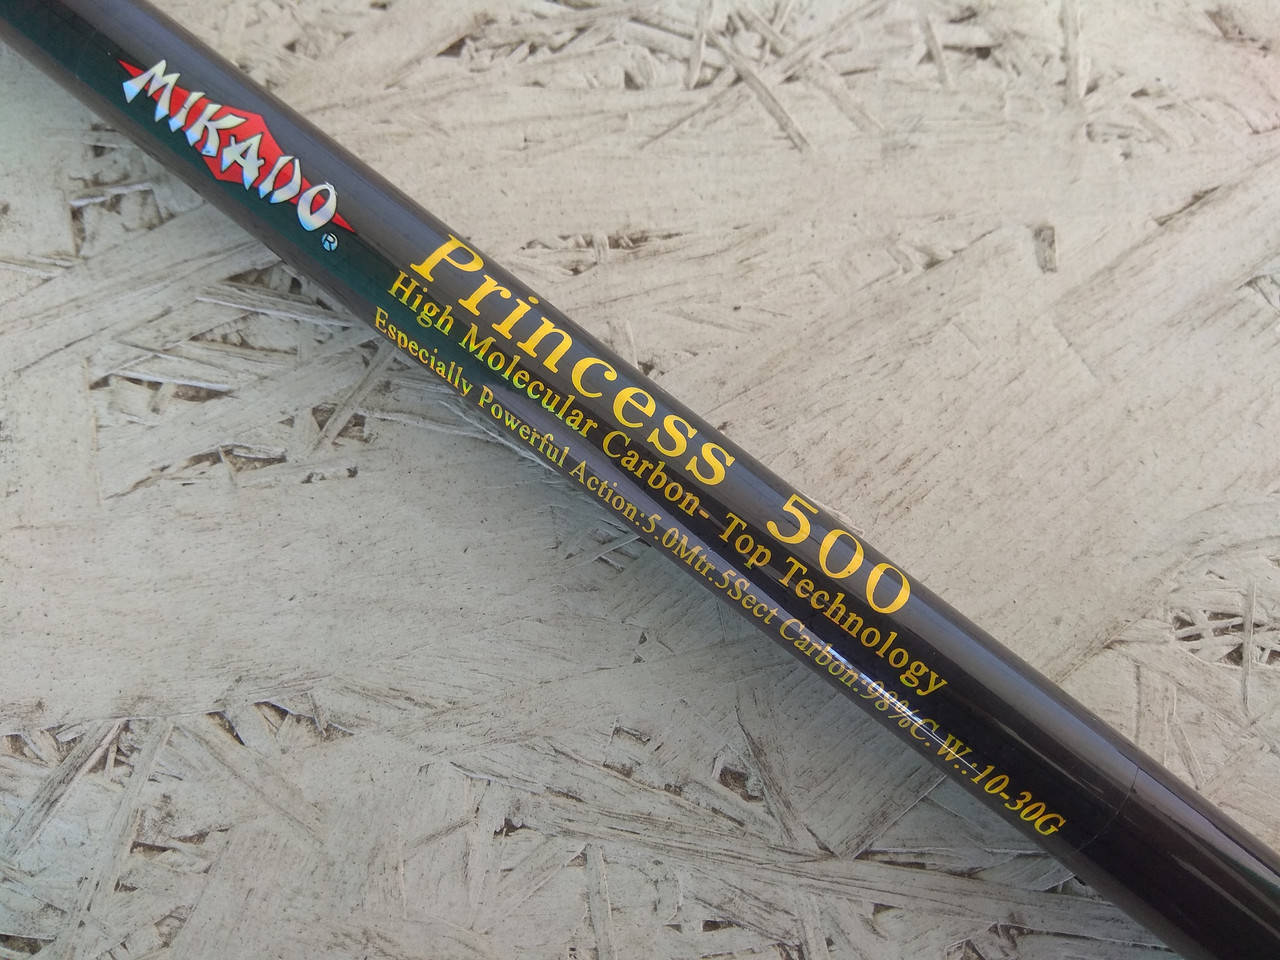 MIKADO®
Princess 500
High Molecular Carbon- Top Technology
Especially Powerful Action:5.0Mtr.5Sect Carbon:98%C.W.:10-30G